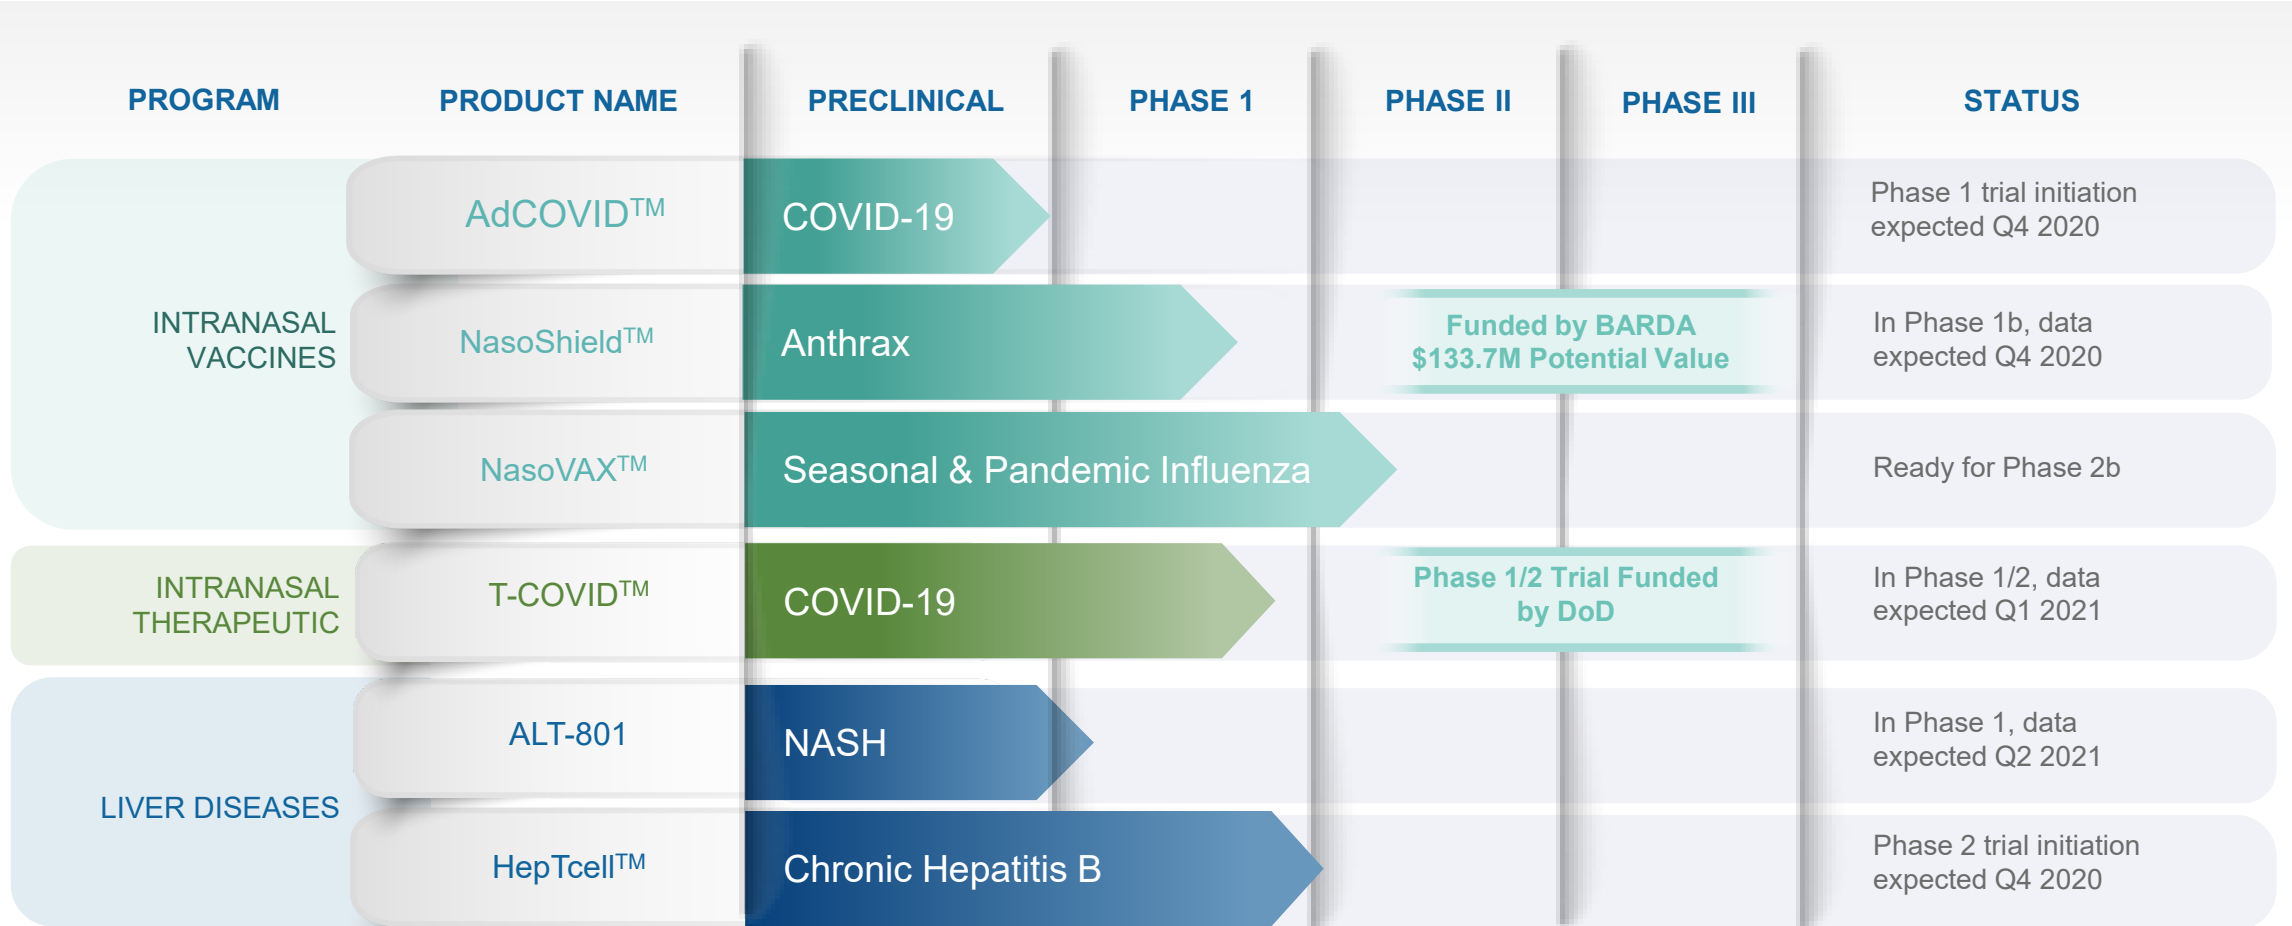 PROGRAM
PRODUCT NAME
PRECLINICAL
PHASE 1
PHASE II
PHASE III
STATUS
INTRANASAL
VACCINES
AdCOVID™
COVID-19
Phase 1 trial initiation
expected Q4 2020
NasoShield™
Anthrax
Funded by BARDA
$133.7M Potential Value
In Phase 1b, data
expected Q4 2020
NasoVAX™
Seasonal & Pandemic Influenza
Ready for Phase 2b
INTRANASAL
THERAPEUTIC
T-COVID™
COVID-19
Phase 1/2 Trial Funded
by DoD
In Phase 1/2, data
expected Q1 2021
LIVER DISEASES
ALT-801
NASH
In Phase 1, data
expected Q2 2021
HepTcell™
Chronic Hepatitis B
Phase 2 trial initiation
expected Q4 2020